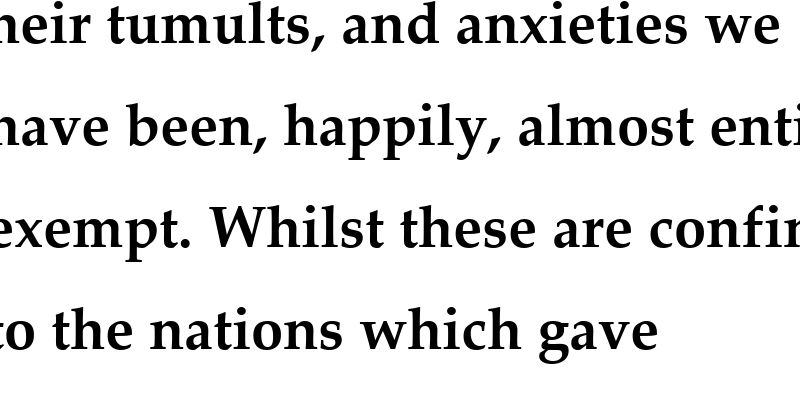 heir tumults, and anxieties we
have been, happily, almost enti
exempt. Whilst these are confin
to the nations which gave